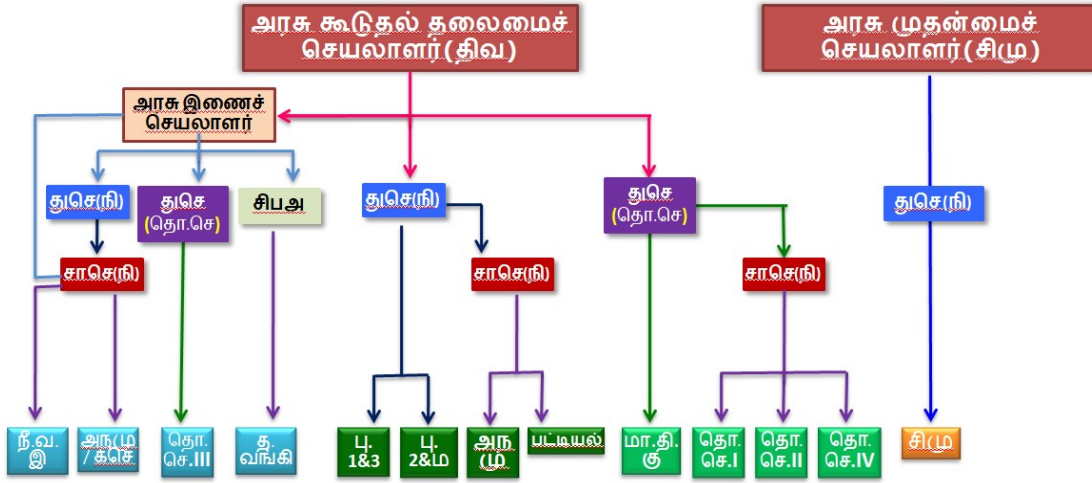 அரசு கூடுதல் தலைமைச்
செயலாளர்(திவ)
அரசு முதன்மைச்
செயலாளர்(சிமு)
அரசு இணைச்
செயலாளர்
துசெ(நி)
துசெ
(தொ.செ)
சிபஅ
துசெ(நி)
துசெ
(தொ.செ)
துசெ(நி)
சாசெ(நி)
சாசெ(நி)
சாசெ(நி)
நீ.வ.
இ
அநமு
/ கசெ
தொ.
செ.III
த.
வங்கி
பு.
1&3
பு.
2&ம
அந
மு
பட்டியல்
மா.தி.
கு
தொ.
செ.I
தொ.
செ.II
தொ.
செ.IV
சிமு